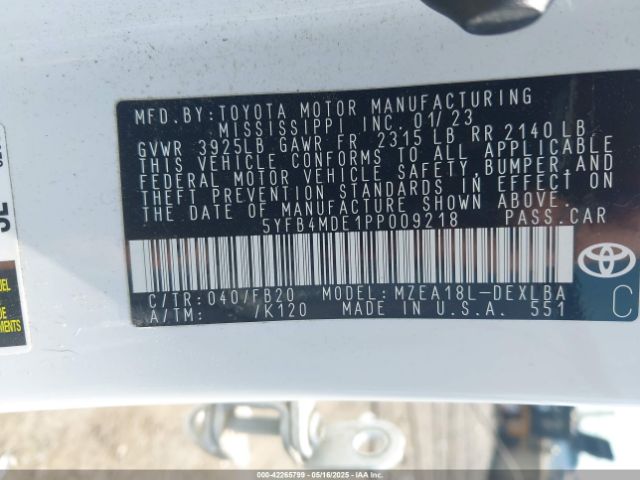 MFD.BY:TOYOTA MOTOR MANUFACTURING
MISSISSIPPI INC 01/23
GVWR 3925LB GAWR FR 2315 LB RR 2140 LB
THIS VEHICLE CONFORMS TO ALL APPLICABLE
FEDERAL MOTOR VEHICLE SAFETY,BUMPER,AND
THEFT PREVENTION STANDARDS IN EFFECT ON
THE DATE OF MANUFACTURE SHOWN ABOVE.
5YFB4MDE1PP009218 PASS.CAR
C/TR:040/FB20 MODEL:MZEA18L-DEXLBA
A/TM: /K120 MADE IN U.S.A. 551
C
000-42265799 - 05/16/2025 - IAAI.COM